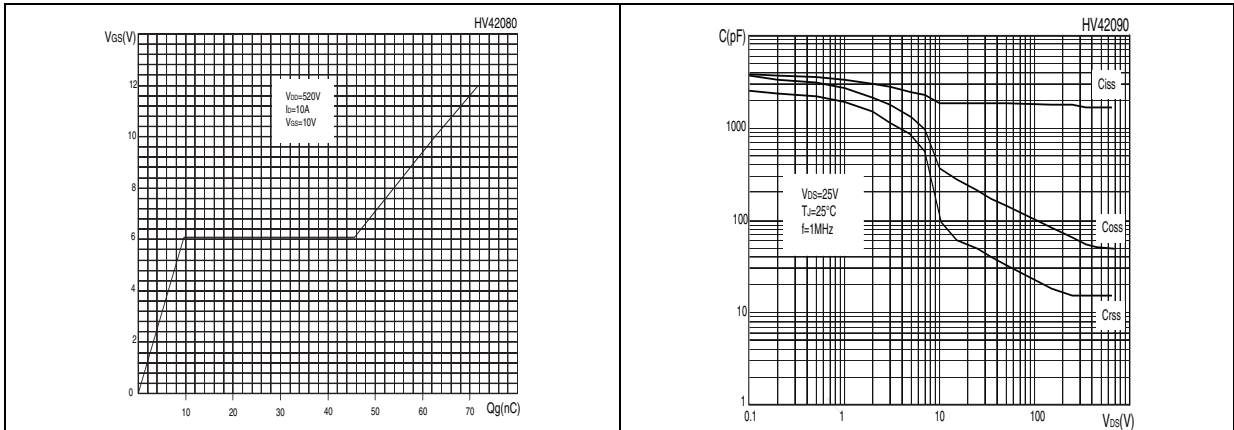 HV42080
VGS(V)
12
10
8
6
4
2
0
VDD=520V
ID=10A
VGS=10V
10 20 30 40 50 60 70 Qg(nC)
HV42090
C(pF)
1000
100
10
1
Ciss
VDS=25V
TJ=25°C
f=1MHz
Coss
Crss
0.1 1 10 100 VDS(V)